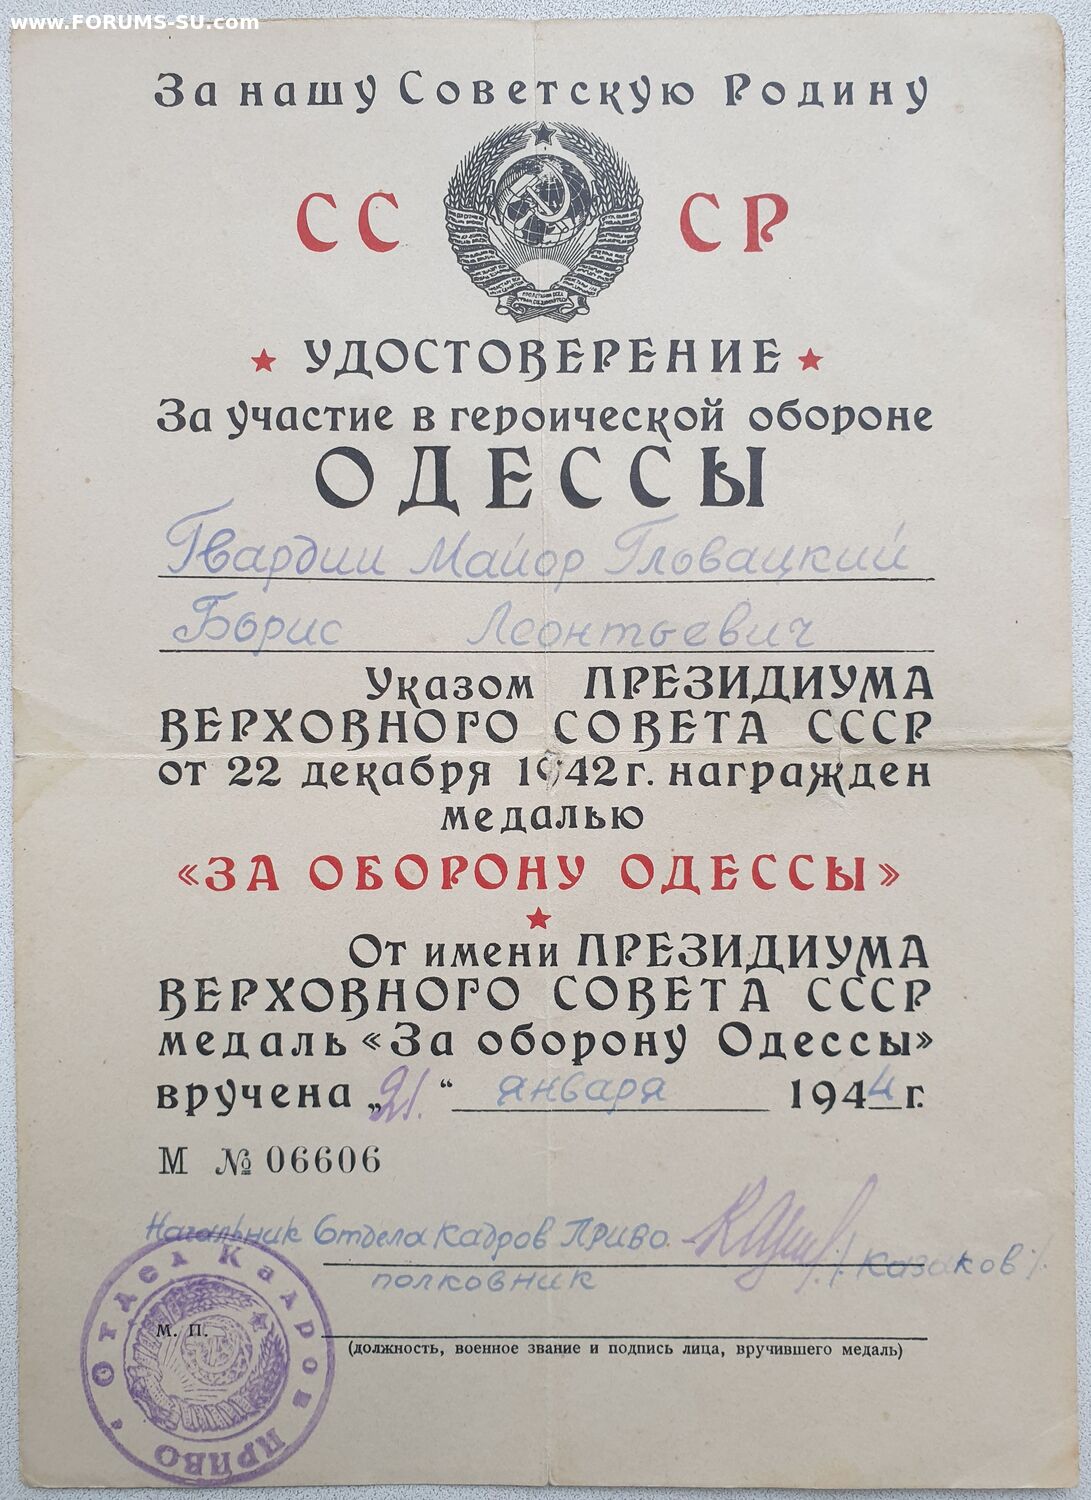 www.FORUMS-SU.com
За нашу Советскую Родину
СС СР
УДОСТОВЕРЕНИЕ
За участие в героической обороне
ОДЕССЫ
Гвардии Майор Гловацкий
Борис Леонтьевич
Указом ПРЕЗИДИУМА
ВЕРХОВНОГО СОВЕТА СССР
от 22 декабря 1942 г. награжден
медалью
«ЗА ОБОРОНУ ОДЕССЫ»
От имени ПРЕЗИДИУМА
ВЕРХОВНОГО СОВЕТА СССР
медаль «За оборону Одессы»
вручена „21.“ января 1944 г.
М № 06606
Начальник Отдела Кадров ПриВо.
полковник /Казаков/.
М. П.
(должность, военное звание и подпись лица, вручившего медаль)
Отдел Кадров ПРИВО